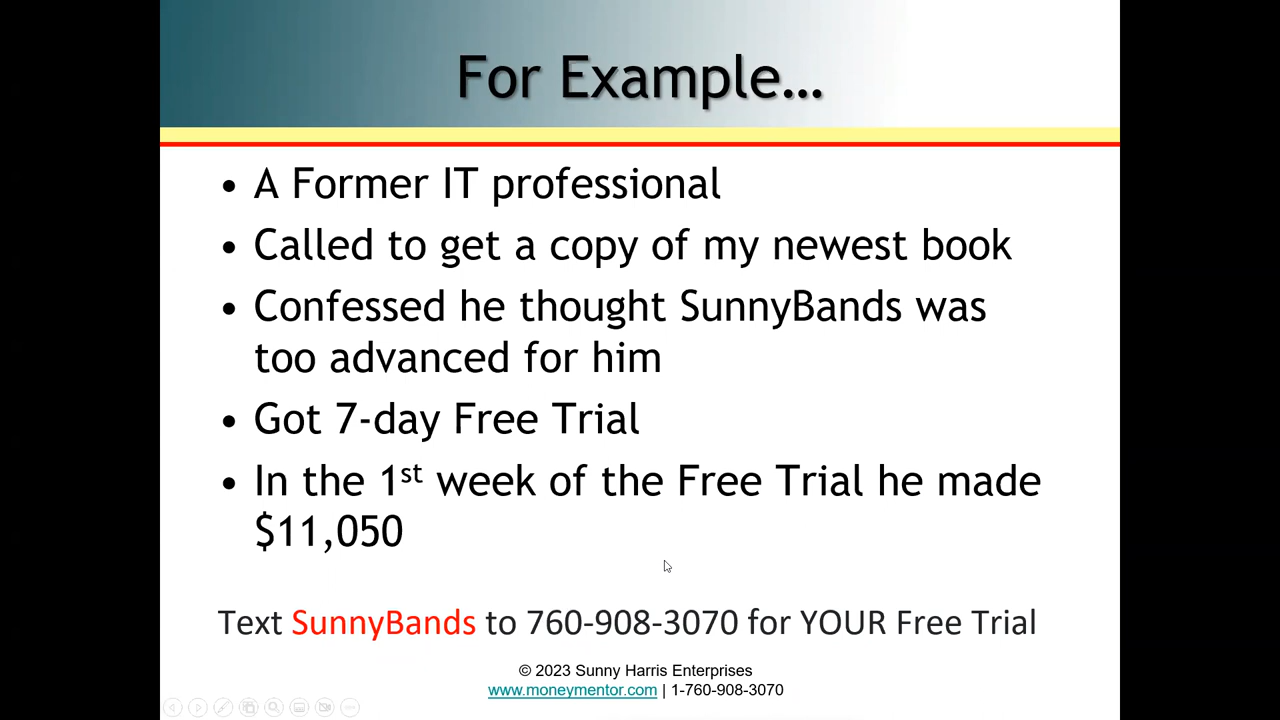 For Example...
• A Former IT professional
• Called to get a copy of my newest book
• Confessed he thought SunnyBands was
too advanced for him
• Got 7-day Free Trial
• In the 1st week of the Free Trial he made
$11,050
Text SunnyBands to 760-908-3070 for YOUR Free Trial
© 2023 Sunny Harris Enterprises
www.moneymentor.com | 1-760-908-3070